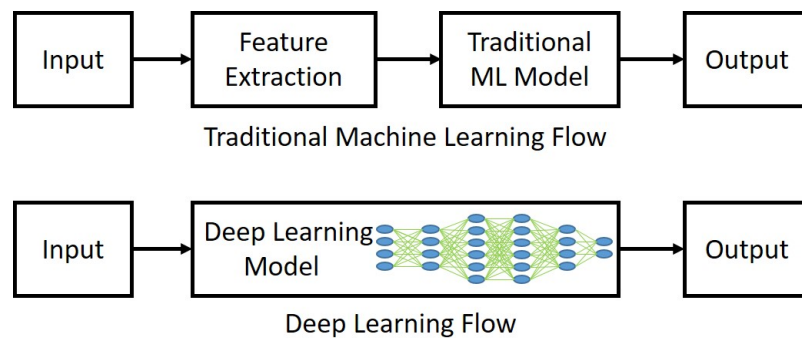 Input
Feature
Extraction
Traditional
ML Model
Output
Traditional Machine Learning Flow
Input
Deep Learning
Model
Output
Deep Learning Flow